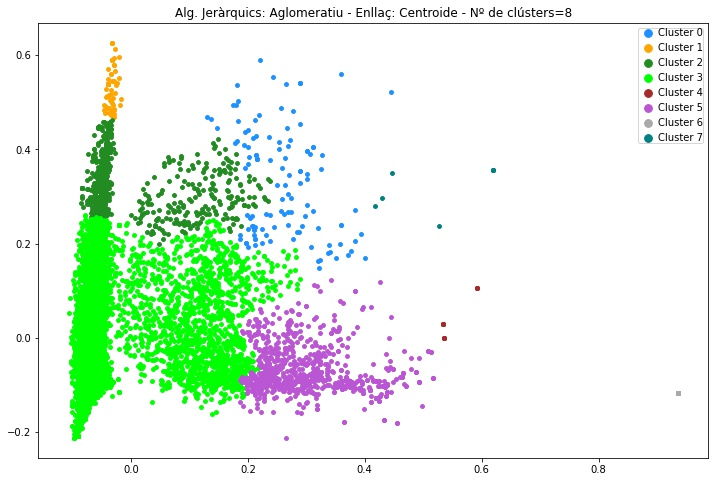 Alg. Jeràrquics: Aglomeratiu - Enllaç: Centroide - Nº de clústers=8
Cluster 0
Cluster 1
Cluster 2
Cluster 3
Cluster 4
Cluster 5
Cluster 6
Cluster 7
0.6
0.4
0.2
0.0
−0.2
0.0 0.2 0.4 0.6 0.8